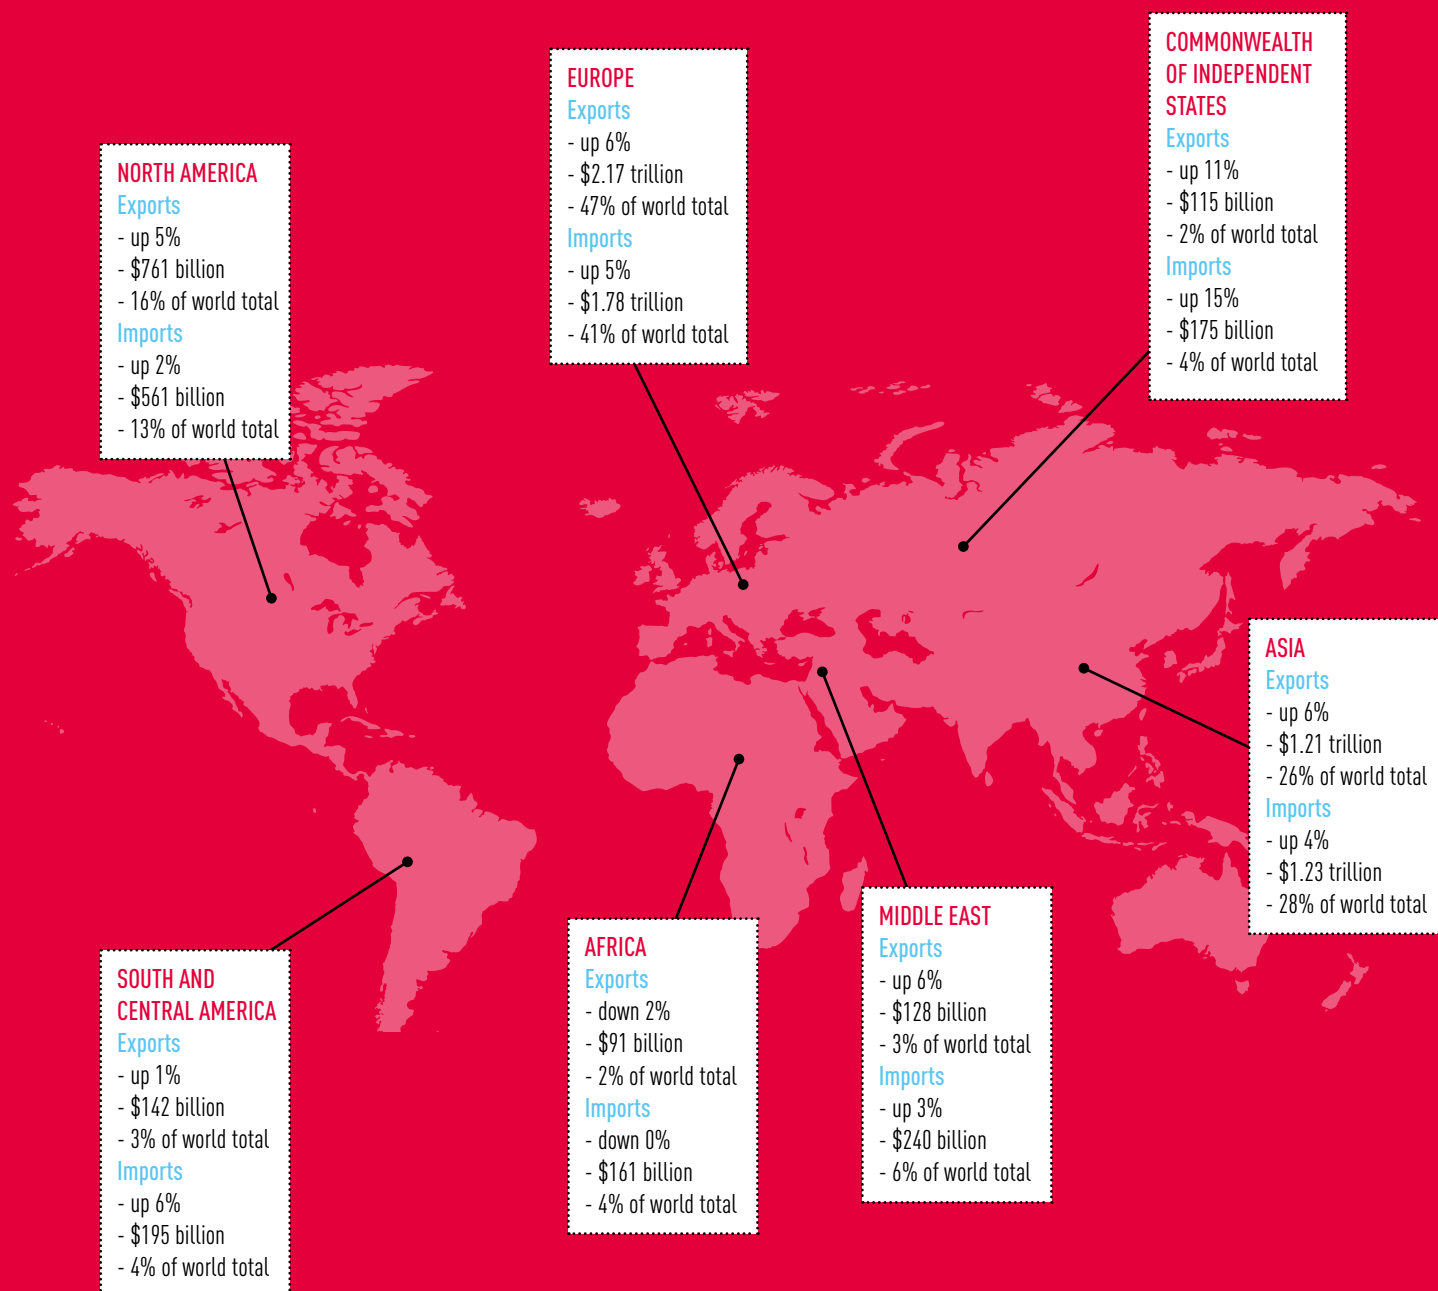 NORTH AMERICA
Exports
- up 5%
- $761 billion
- 16% of world total
Imports
- up 2%
- $561 billion
- 13% of world total
EUROPE
Exports
- up 6%
- $2.17 trillion
- 47% of world total
Imports
- up 5%
- $1.78 trillion
- 41% of world total
COMMONWEALTH
OF INDEPENDENT
STATES
Exports
- up 11%
- $115 billion
- 2% of world total
Imports
- up 15%
- $175 billion
- 4% of world total
ASIA
Exports
- up 6%
- $1.21 trillion
- 26% of world total
Imports
- up 4%
- $1.23 trillion
- 28% of world total
SOUTH AND
CENTRAL AMERICA
Exports
- up 1%
- $142 billion
- 3% of world total
Imports
- up 6%
- $195 billion
- 4% of world total
AFRICA
Exports
- down 2%
- $91 billion
- 2% of world total
Imports
- down 0%
- $161 billion
- 4% of world total
MIDDLE EAST
Exports
- up 6%
- $128 billion
- 3% of world total
Imports
- up 3%
- $240 billion
- 6% of world total